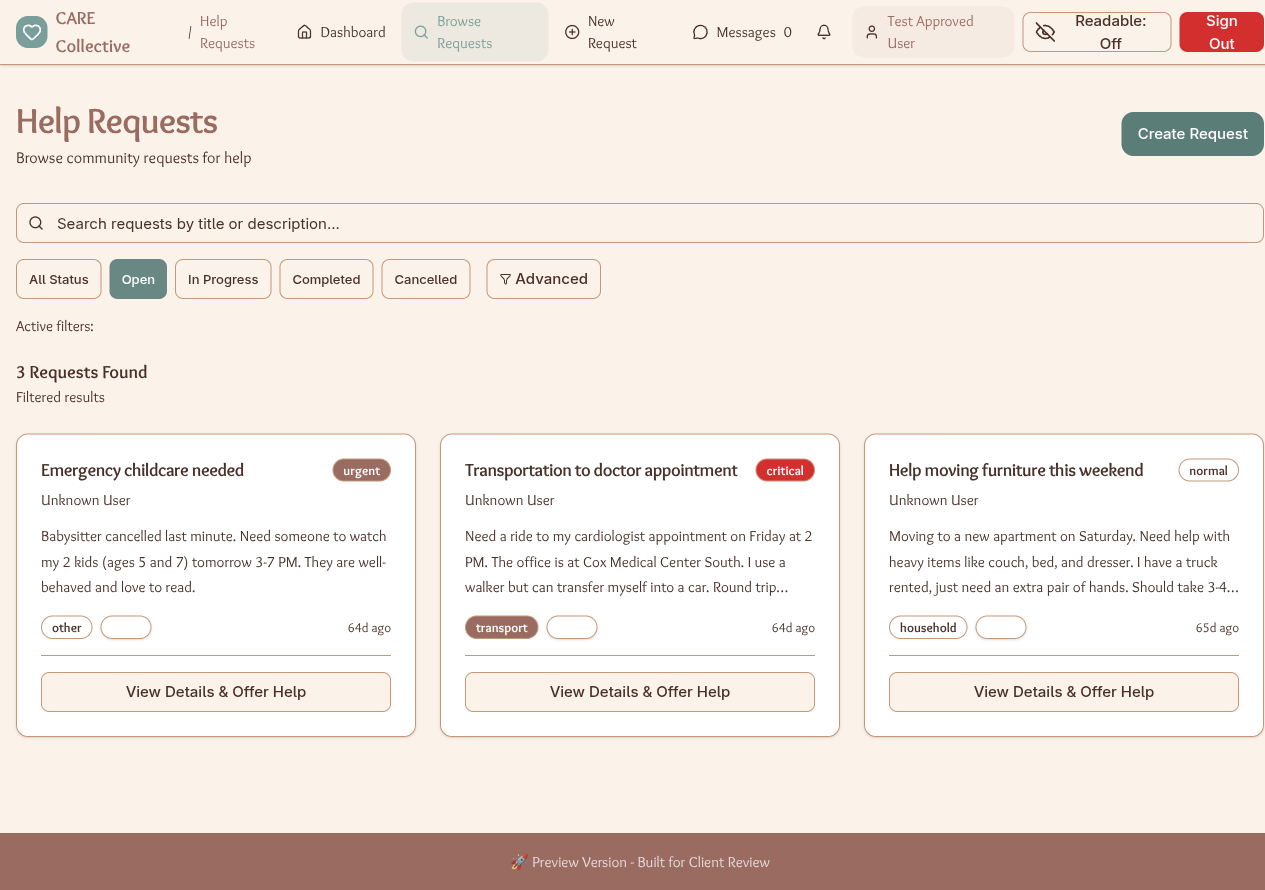 CARE
Collective
/
Help
Requests
Dashboard
Browse
Requests
New
Request
Messages 0
Test Approved
User
Readable:
Off
Sign
Out
Help Requests
Browse community requests for help
Create Request
Search requests by title or description...
All Status
Open
In Progress
Completed
Cancelled
Advanced
Active filters:
3 Requests Found
Filtered results
Emergency childcare needed
urgent
Unknown User
Babysitter cancelled last minute. Need someone to watch
my 2 kids (ages 5 and 7) tomorrow 3-7 PM. They are well-
behaved and love to read.
other
64d ago
View Details & Offer Help
Transportation to doctor appointment
critical
Unknown User
Need a ride to my cardiologist appointment on Friday at 2
PM. The office is at Cox Medical Center South. I use a
walker but can transfer myself into a car. Round trip...
transport
64d ago
View Details & Offer Help
Help moving furniture this weekend
normal
Unknown User
Moving to a new apartment on Saturday. Need help with
heavy items like couch, bed, and dresser. I have a truck
rented, just need an extra pair of hands. Should take 3-4...
household
65d ago
View Details & Offer Help
🚀 Preview Version - Built for Client Review